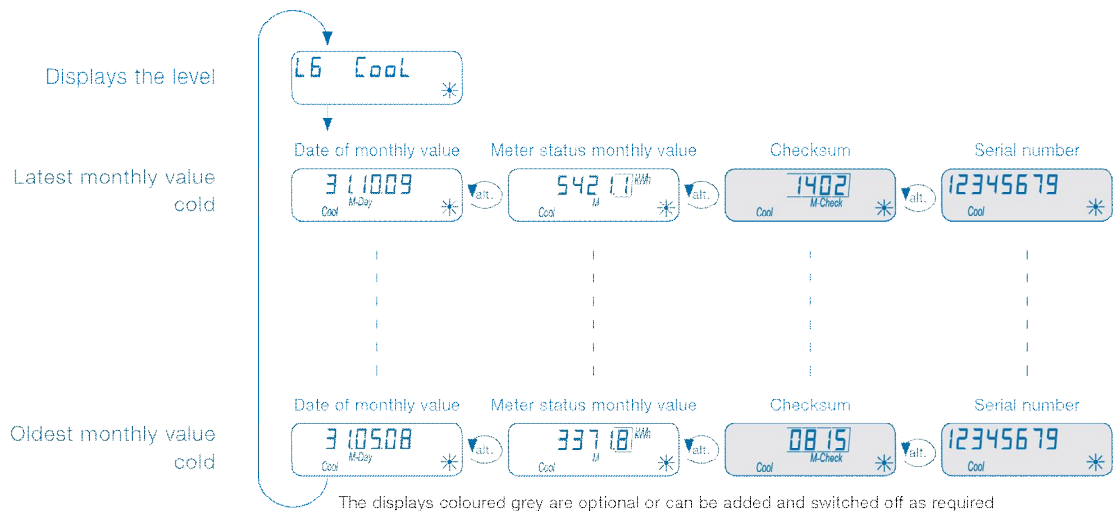 Displays the level
L6 Cool
Date of monthly value Meter status monthly value Checksum Serial number
Latest monthly value
cold
31.10.09 M-Day Cool alt. 5421.1 kWh M Cool alt. 1402 M-Check Cool alt. 12345679 Cool
Date of monthly value Meter status monthly value Checksum Serial number
Oldest monthly value
cold
31.05.08 M-Day Cool alt. 3371.8 kWh M Cool alt. 0815 M-Check Cool alt. 12345679 Cool
The displays coloured grey are optional or can be added and switched off as required